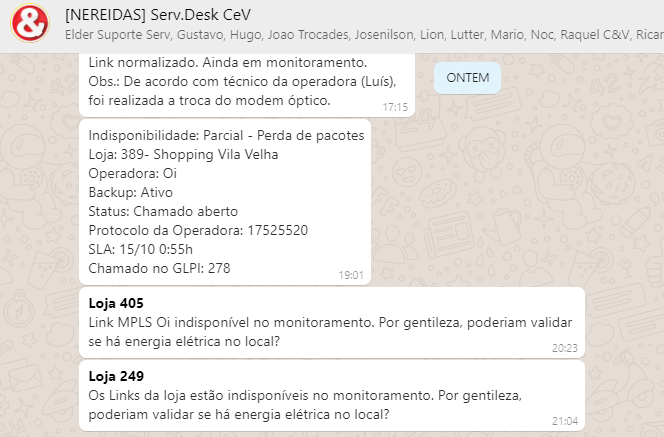 [NEREIDAS] Serv.Desk CeV
Elder Suporte Serv, Gustavo, Hugo, Joao Trocades, Josenilson, Lion, Lutter, Mario, Noc, Raquel C&V, Ricar
Link normalizado. Ainda em monitoramento.
ONTEM
Obs.: De acordo com técnico da operadora (Luís),
foi realizada a troca do modem óptico.
17:15
Indisponibilidade: Parcial - Perda de pacotes
Loja: 389- Shopping Vila Velha
Operadora: Oi
Backup: Ativo
Status: Chamado aberto
Protocolo da Operadora: 17525520
SLA: 15/10 0:55h
Chamado no GLPI: 278
19:01
Loja 405
Link MPLS Oi indisponível no monitoramento. Por gentileza, poderiam validar
se há energia elétrica no local?
20:23
Loja 249
Os Links da loja estão indisponíveis no monitoramento. Por gentileza,
poderiam validar se há energia elétrica no local?
21:04